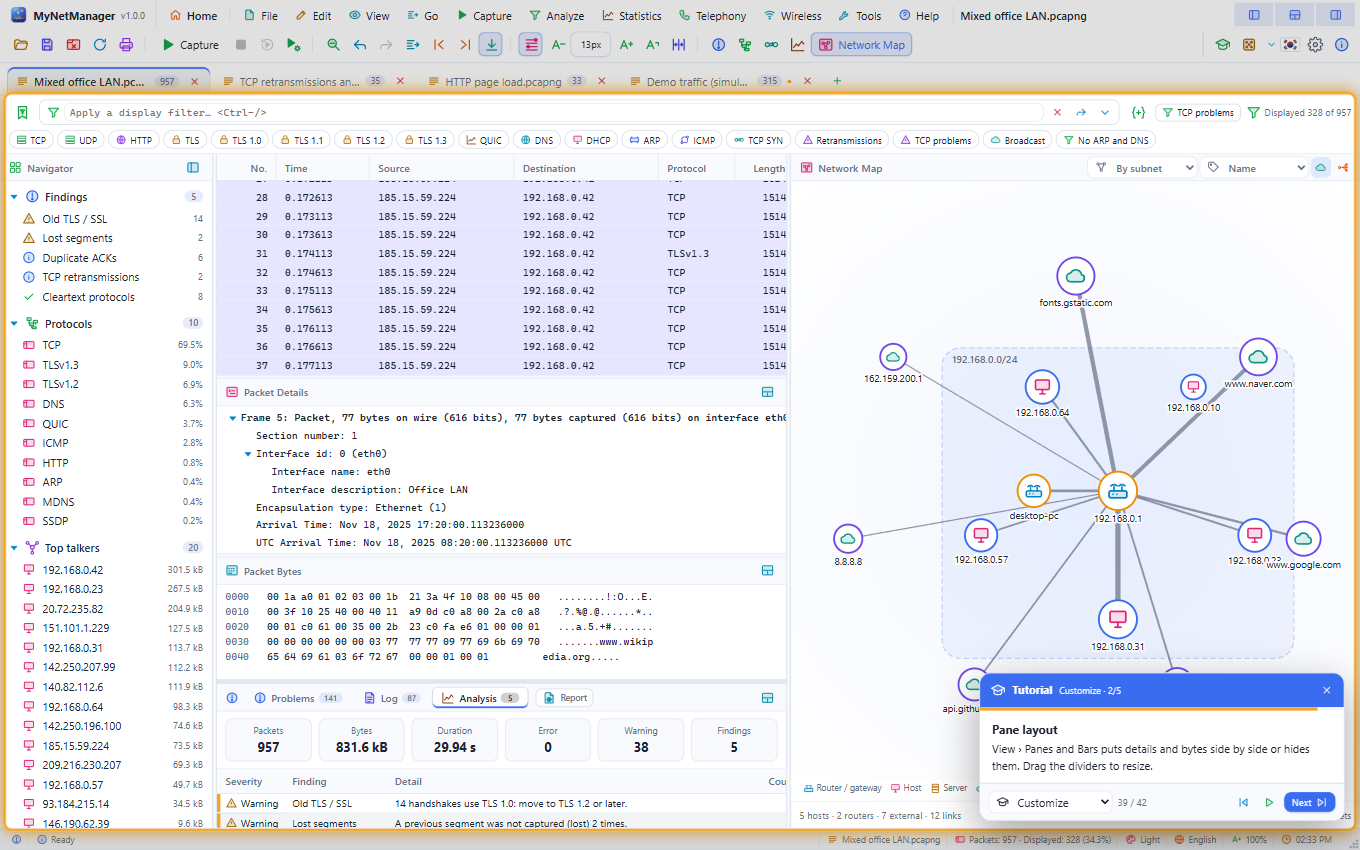 MyNetManager v1.0.0 Home File Edit View Go Capture Analyze Statistics Telephony Wireless Tools Help Mixed office LAN.pcapng
Capture A- 13px A+ Network Map
Mixed office LAN.pc... 957 TCP retransmissions an... 35 HTTP page load.pcapng 33 Demo traffic (simul... 315
Apply a display filter… <Ctrl-/> TCP problems Displayed 328 of 957
TCP UDP HTTP TLS TLS 1.0 TLS 1.1 TLS 1.2 TLS 1.3 QUIC DNS DHCP ARP ICMP TCP SYN Retransmissions TCP problems Broadcast No ARP and DNS
Navigator
Findings 5
Old TLS / SSL 14
Lost segments 2
Duplicate ACKs 6
TCP retransmissions 2
Cleartext protocols 8
Protocols 10
TCP 69.5%
TLSv1.3 9.0%
TLSv1.2 6.9%
DNS 6.3%
QUIC 3.7%
ICMP 2.8%
HTTP 0.8%
ARP 0.4%
MDNS 0.4%
SSDP 0.2%
Top talkers 20
192.168.0.42 301.5 kB
192.168.0.23 267.5 kB
20.72.235.82 204.9 kB
151.101.1.229 127.5 kB
192.168.0.31 113.7 kB
142.250.207.99 112.2 kB
140.82.112.6 111.9 kB
192.168.0.64 98.3 kB
142.250.196.100 74.6 kB
185.15.59.224 73.5 kB
209.216.230.207 69.3 kB
192.168.0.57 49.7 kB
93.184.215.14 34.5 kB
146.190.62.39 9.6 kB
No. Time Source Destination Protocol Length
28 0.172613 185.15.59.224 192.168.0.42 TCP 1514
29 0.173113 185.15.59.224 192.168.0.42 TCP 1514
30 0.173613 185.15.59.224 192.168.0.42 TCP 1514
31 0.174113 185.15.59.224 192.168.0.42 TLSv1.3 1514
32 0.174613 185.15.59.224 192.168.0.42 TCP 1514
33 0.175113 185.15.59.224 192.168.0.42 TCP 1514
34 0.175613 185.15.59.224 192.168.0.42 TCP 1514
35 0.176113 185.15.59.224 192.168.0.42 TCP 1514
36 0.176613 185.15.59.224 192.168.0.42 TCP 1514
37 0.177113 185.15.59.224 192.168.0.42 TCP 1514
Packet Details
Frame 5: Packet, 77 bytes on wire (616 bits), 77 bytes captured (616 bits) on interface eth0
Section number: 1
Interface id: 0 (eth0)
Interface name: eth0
Interface description: Office LAN
Encapsulation type: Ethernet (1)
Arrival Time: Nov 18, 2025 17:20:00.113236000
UTC Arrival Time: Nov 18, 2025 08:20:00.113236000 UTC
Packet Bytes
0000 00 1a a0 01 02 03 00 1b 21 3a 4f 10 08 00 45 00 ........!:O...E.
0010 00 3f 10 25 40 00 40 11 a9 0d c0 a8 00 2a c0 a8 .?.%@.@......*..
0020 00 01 c0 61 00 35 00 2b 23 c0 fa e6 01 00 00 01 ...a.5.+#.......
0030 00 00 00 00 00 00 03 77 77 77 09 77 69 6b 69 70 .......www.wikip
0040 65 64 69 61 03 6f 72 67 00 00 01 00 01 edia.org.....
Problems 141 Log 87 Analysis 5 Report
Packets Bytes Duration Error Warning Findings
957 831.6 kB 29.94 s 0 38 5
Severity Finding Detail Cou
Warning Old TLS / SSL 14 handshakes use TLS 1.0: move to TLS 1.2 or later.
Warning Lost segments A previous segment was not captured (lost) 2 times.
Network Map By subnet Name
fonts.gstatic.com
192.168.0.0/24
162.159.200.1
www.naver.com
192.168.0.64
192.168.0.10
desktop-pc
192.168.0.1
8.8.8.8
192.168.0.57
www.google.com
192.168.0.31
api.githu
Router / gateway Host Server
5 hosts · 2 routers · 7 external · 12 links
Tutorial Customize · 2/5
Pane layout
View › Panes and Bars puts details and bytes side by side or hides
them. Drag the dividers to resize.
Customize 39 / 42 Next
Ready Mixed office LAN.pcapng Packets: 957 · Displayed: 328 (34.3%) Light English A+ 100% 02:33 PM